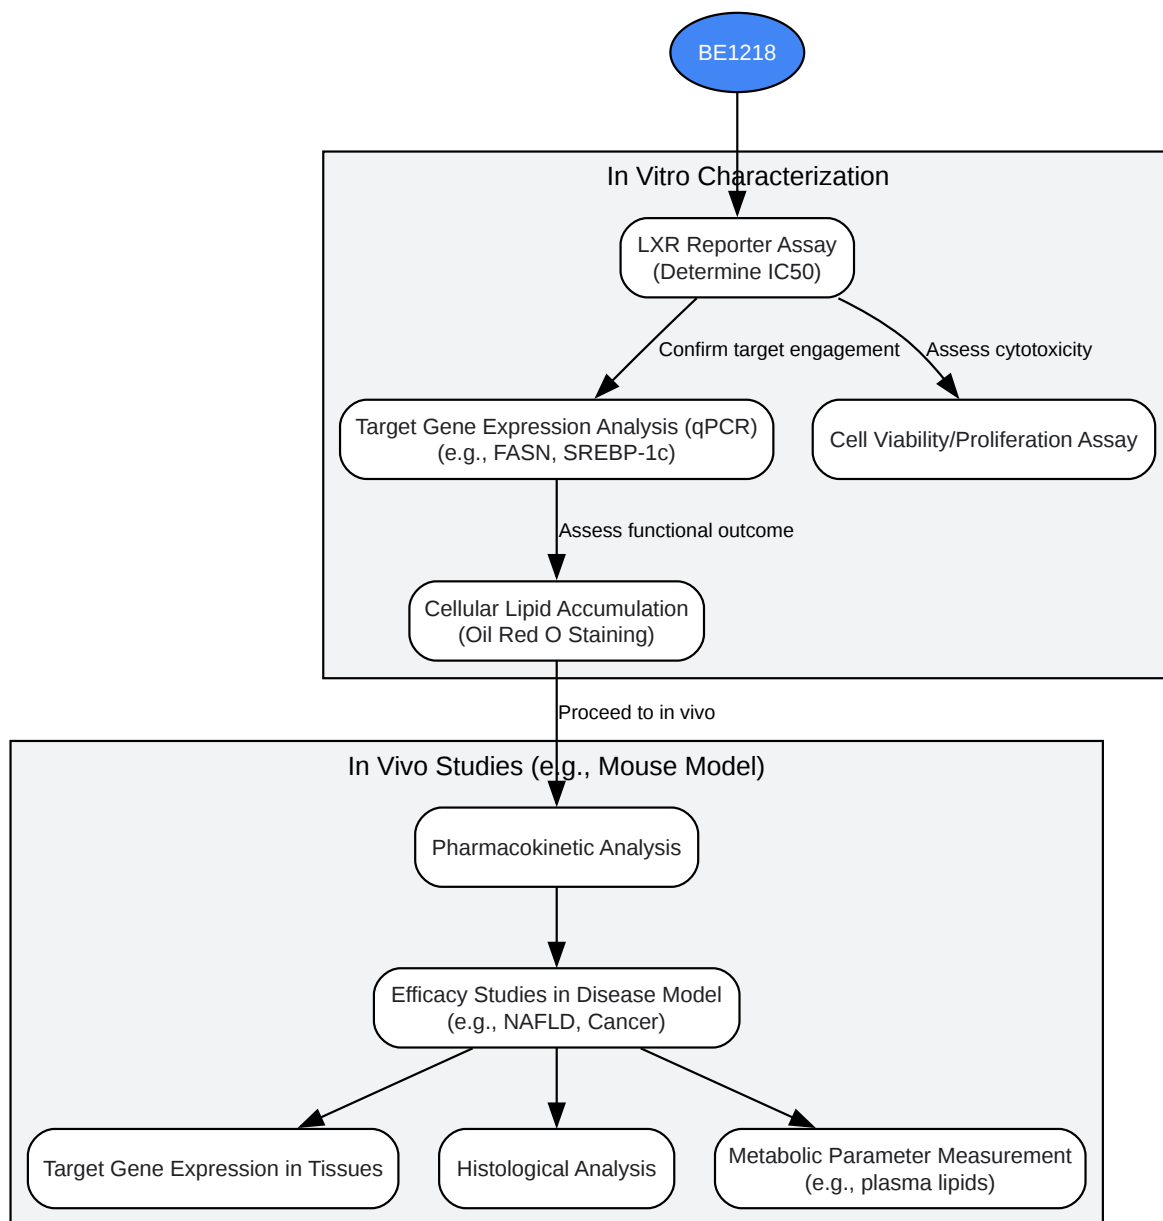 BE1218
In Vitro Characterization
LXR Reporter Assay
(Determine IC50)
Confirm target engagement
Assess cytotoxicity
Target Gene Expression Analysis (qPCR)
(e.g., FASN, SREBP-1c)
Cell Viability/Proliferation Assay
Assess functional outcome
Cellular Lipid Accumulation
(Oil Red O Staining)
Proceed to in vivo
In Vivo Studies (e.g., Mouse Model)
Pharmacokinetic Analysis
Efficacy Studies in Disease Model
(e.g., NAFLD, Cancer)
Target Gene Expression in Tissues
Histological Analysis
Metabolic Parameter Measurement
(e.g., plasma lipids)